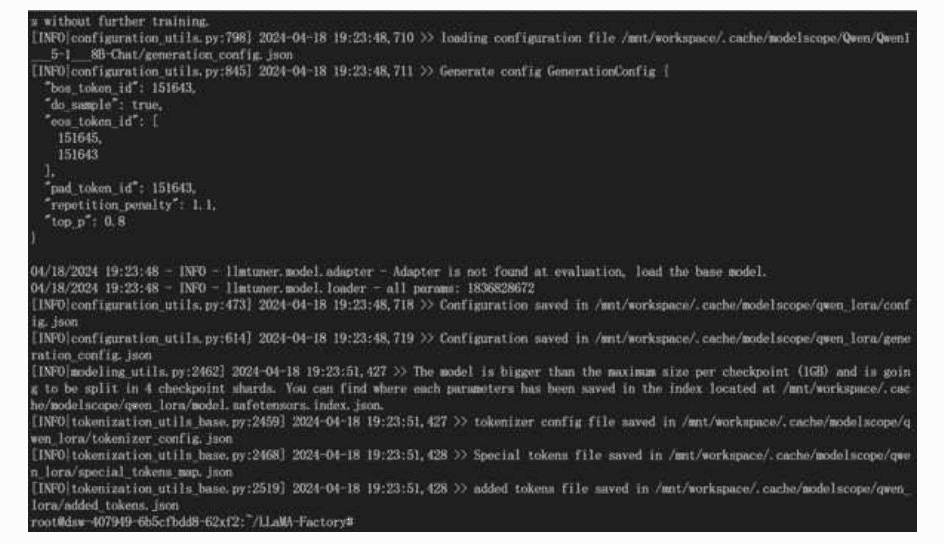 s without further training.
[INFO|configuration_utils.py:798] 2024-04-18 19:23:48,710 >> loading configuration file /mnt/workspace/.cache/modelscope/Qwen/Qwen1
___5-1___8B-Chat/generation_config.json
[INFO|configuration_utils.py:845] 2024-04-18 19:23:48,711 >> Generate config GenerationConfig {
  "bos_token_id": 151643,
  "do_sample": true,
  "eos_token_id": [
    151645,
    151643
  ],
  "pad_token_id": 151643,
  "repetition_penalty": 1.1,
  "top_p": 0.8
}
04/18/2024 19:23:48 - INFO - llmtuner.model.adapter - Adapter is not found at evaluation, load the base model.
04/18/2024 19:23:48 - INFO - llmtuner.model.loader - all params: 1836828672
[INFO|configuration_utils.py:473] 2024-04-18 19:23:48,718 >> Configuration saved in /mnt/workspace/.cache/modelscope/qwen_lora/conf
ig.json
[INFO|configuration_utils.py:614] 2024-04-18 19:23:48,719 >> Configuration saved in /mnt/workspace/.cache/modelscope/qwen_lora/gene
ration_config.json
[INFO|modeling_utils.py:2462] 2024-04-18 19:23:51,427 >> The model is bigger than the maximum size per checkpoint (1GB) and is goin
g to be split in 4 checkpoint shards. You can find where each parameters has been saved in the index located at /mnt/workspace/.cac
he/modelscope/qwen_lora/model.safetensors.index.json.
[INFO|tokenization_utils_base.py:2459] 2024-04-18 19:23:51,427 >> tokenizer config file saved in /mnt/workspace/.cache/modelscope/q
wen_lora/tokenizer_config.json
[INFO|tokenization_utils_base.py:2468] 2024-04-18 19:23:51,428 >> Special tokens file saved in /mnt/workspace/.cache/modelscope/qwe
n_lora/special_tokens_map.json
[INFO|tokenization_utils_base.py:2519] 2024-04-18 19:23:51,428 >> added tokens file saved in /mnt/workspace/.cache/modelscope/qwen_
lora/added_tokens.json
root@dsw-407949-6b5cfbdd8-62xf2:~/LLaMA-Factory#